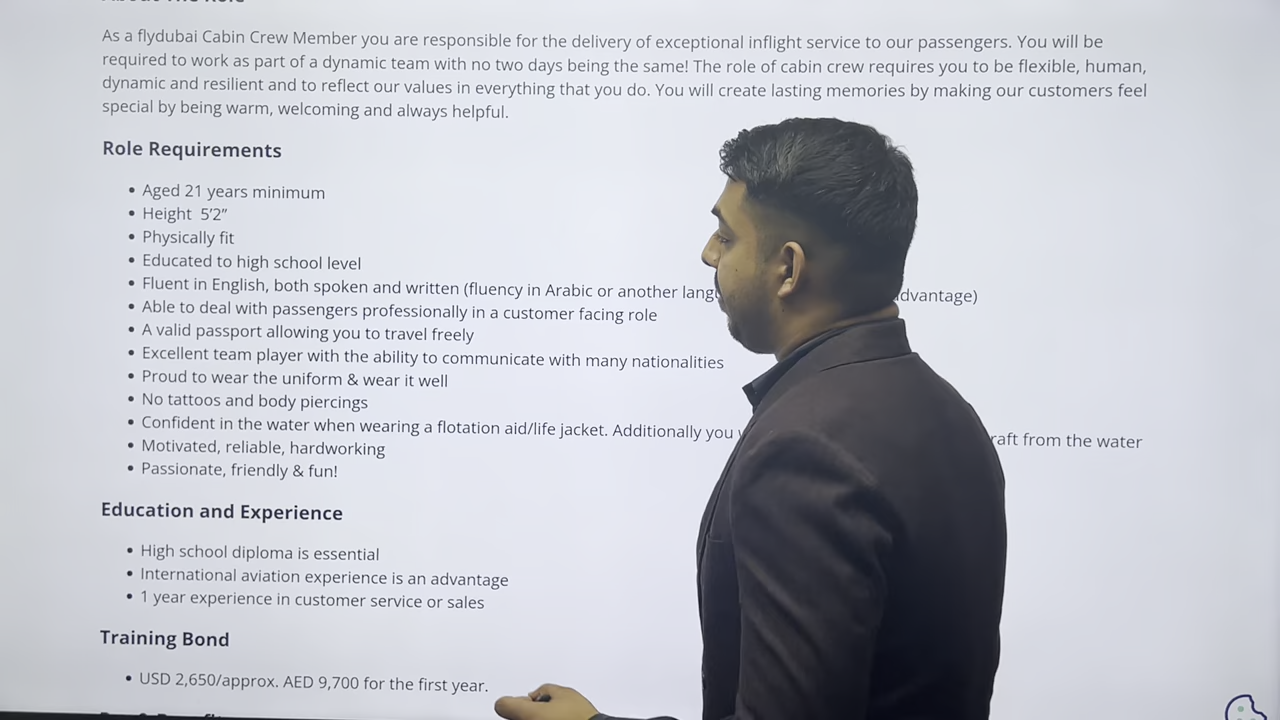 As a flydubai Cabin Crew Member you are responsible for the delivery of exceptional inflight service to our passengers. You will be
required to work as part of a dynamic team with no two days being the same! The role of cabin crew requires you to be flexible, human,
dynamic and resilient and to reflect our values in everything that you do. You will create lasting memories by making our customers feel
special by being warm, welcoming and always helpful.
Role Requirements
• Aged 21 years minimum
• Height 5'2"
• Physically fit
• Educated to high school level
• Fluent in English, both spoken and written (fluency in Arabic or another
• Able to deal with passengers professionally in a customer facing role
• A valid passport allowing you to travel freely
• Excellent team player with the ability to communicate with many nationalities
• Proud to wear the uniform & wear it well
• No tattoos and body piercings
• Confident in the water when wearing a flotation aid/life jacket. Additionally you from the water
• Motivated, reliable, hardworking
• Passionate, friendly & fun!
Education and Experience
• High school diploma is essential
• International aviation experience is an advantage
• 1 year experience in customer service or sales
Training Bond
• USD 2,650/approx. AED 9,700 for the first year.